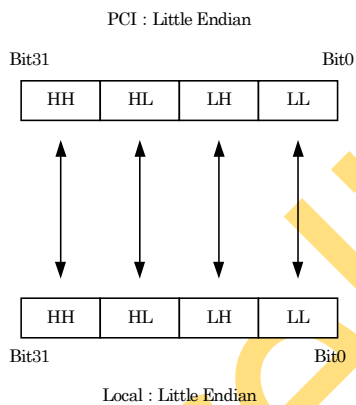 PCI : Little Endian
Bit31 Bit0
HH HL LH LL
HH HL LH LL
Bit31 Bit0
Local : Little Endian